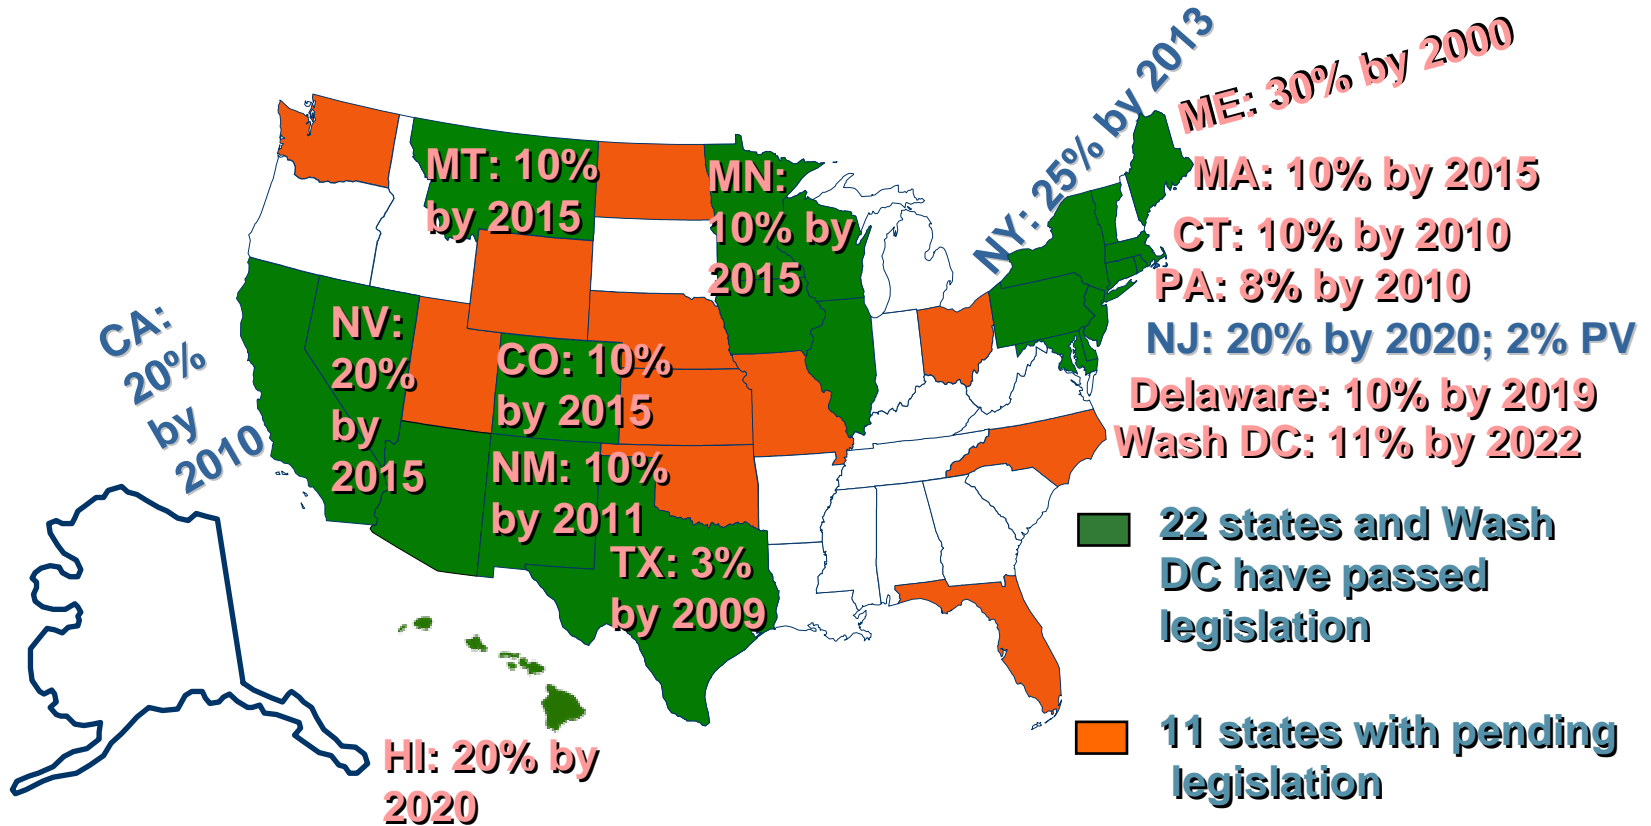 NY: 25% by 2013
ME: 30% by 2000
MT: 10%
by 2015
MN:
10% by
2015
MA: 10% by 2015
CT: 10% by 2010
PA: 8% by 2010
NJ: 20% by 2020; 2% PV
Delaware: 10% by 2019
Wash DC: 11% by 2022
CA:
20%
by
2010
NV:
20%
by
2015
CO: 10%
by 2015
NM: 10%
by 2011
TX: 3%
by 2009
HI: 20% by
2020
22 states and Wash
DC have passed
legislation
11 states with pending
legislation